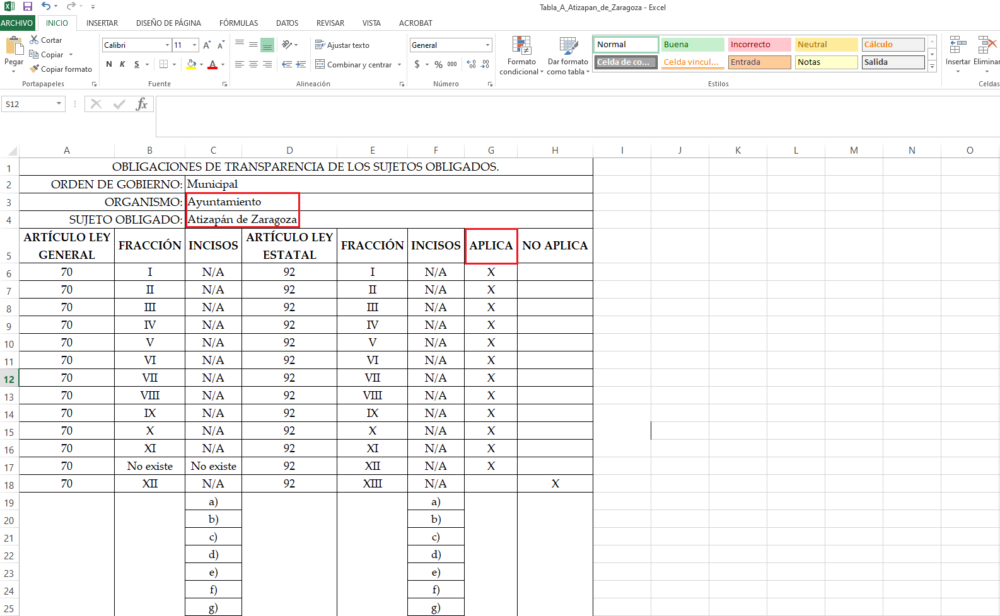 Tabla_A_Atizapan_de_Zaragoza - Excel
ARCHIVO INICIO INSERTAR DISEÑO DE PÁGINA FÓRMULAS DATOS REVISAR VISTA ACROBAT
Pegar
Cortar
Copiar
Copiar formato
Portapapeles
Calibri 11
N K S
Fuente
Ajustar texto
Combinar y centrar
Alineación
General
$ % 000
Número
Formato condicional
Dar formato como tabla
Normal Buena Incorrecto Neutral Cálculo
Celda de co... Celda vincul... Entrada Notas Salida
Estilos
Insertar Eliminar
Celdas
S12
fx
A B C D E F G H I J K L M N O
1 OBLIGACIONES DE TRANSPARENCIA DE LOS SUJETOS OBLIGADOS.
2 ORDEN DE GOBIERNO: Municipal
3 ORGANISMO: Ayuntamiento
4 SUJETO OBLIGADO: Atizapán de Zaragoza
5 ARTÍCULO LEY GENERAL FRACCIÓN INCISOS ARTÍCULO LEY ESTATAL FRACCIÓN INCISOS APLICA NO APLICA
6 70 I N/A 92 I N/A X
7 70 II N/A 92 II N/A X
8 70 III N/A 92 III N/A X
9 70 IV N/A 92 IV N/A X
10 70 V N/A 92 V N/A X
11 70 VI N/A 92 VI N/A X
12 70 VII N/A 92 VII N/A X
13 70 VIII N/A 92 VIII N/A X
14 70 IX N/A 92 IX N/A X
15 70 X N/A 92 X N/A X
16 70 XI N/A 92 XI N/A X
17 70 No existe No existe 92 XII N/A X
18 70 XII N/A 92 XIII N/A X
19 a) a)
20 b) b)
21 c) c)
22 d) d)
23 e) e)
24 f) f)
25 g) g)